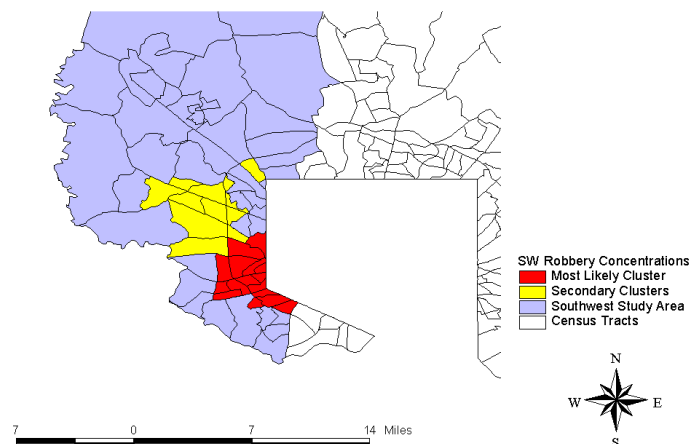 SW Robbery Concentrations
Most Likely Cluster
Secondary Clusters
Southwest Study Area
Census Tracts
N
W E
S
7 0 7 14 Miles